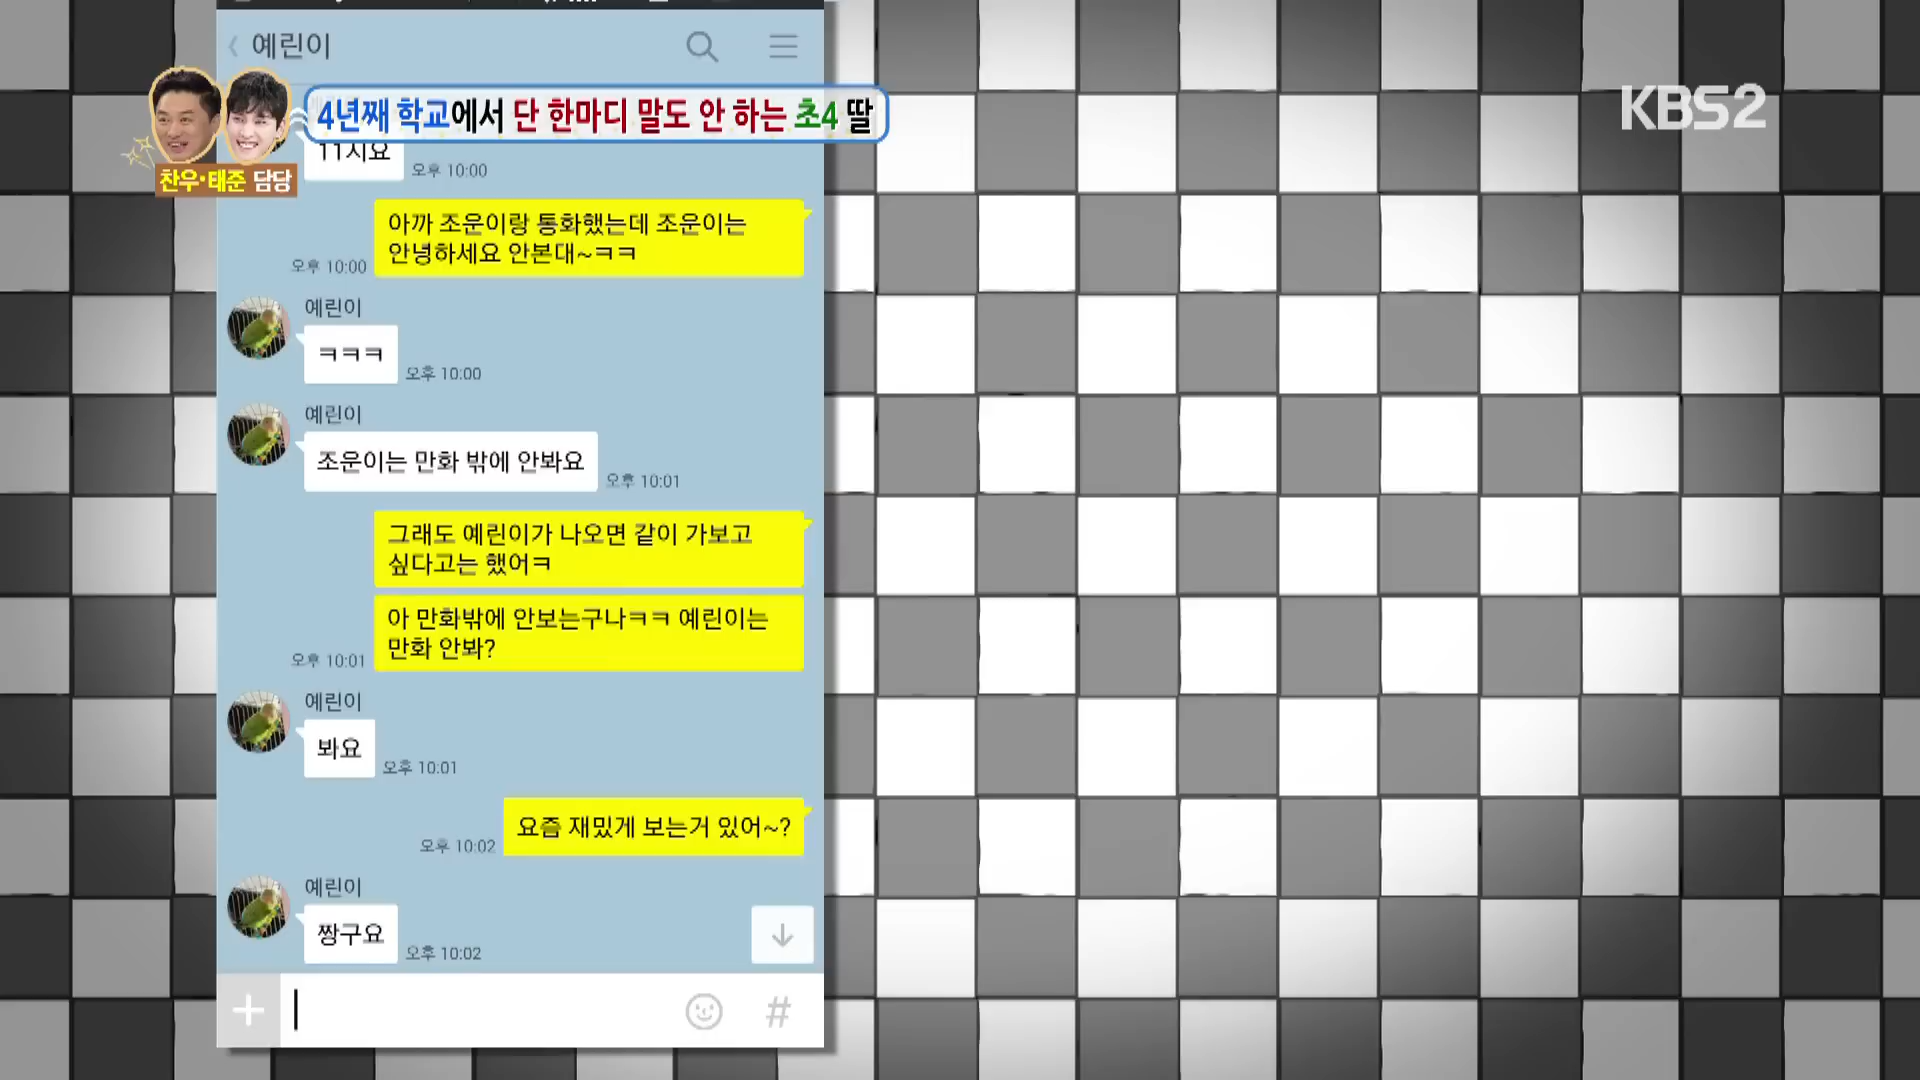 예린이
4년째 학교에서 단 한마디 말도 안 하는 초4 딸
KBS2
찬우·태준 담당
11시요
오후 10:00
아까 조운이랑 통화했는데 조운이는
안녕하세요 안본대~ㅋㅋ
오후 10:00
예린이
ㅋㅋㅋ
오후 10:00
예린이
조운이는 만화 밖에 안봐요
오후 10:01
그래도 예린이가 나오면 같이 가보고
싶다고는 했어ㅋ
아 만화밖에 안보는구나ㅋㅋ 예린이는
만화 안봐?
오후 10:01
예린이
봐요
오후 10:01
요즘 재밌게 보는거 있어~?
오후 10:02
예린이
짱구요
오후 10:02
#